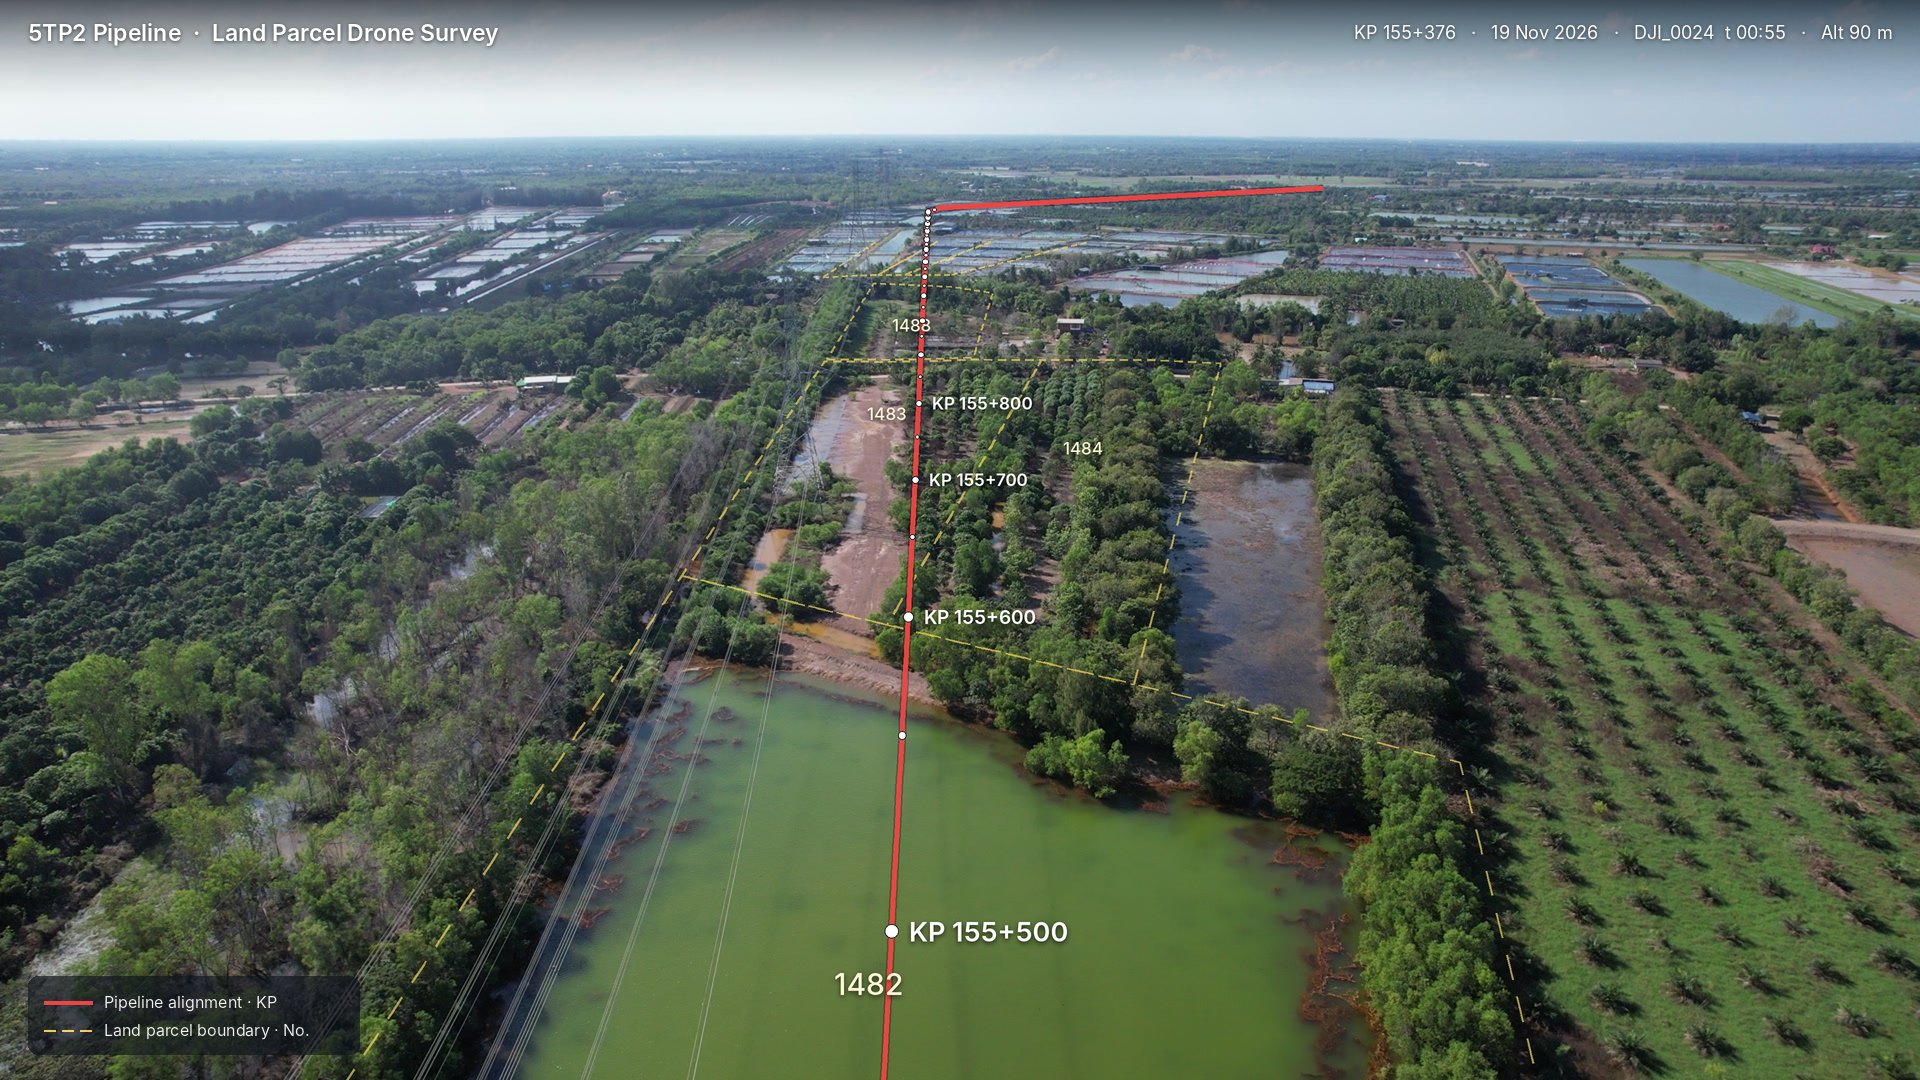 5TP2 Pipeline · Land Parcel Drone Survey
KP 155+376 · 19 Nov 2026 · DJI_0024 t 00:55 · Alt 90 m
1483
KP 155+800
1483
1484
KP 155+700
KP 155+600
KP 155+500
1482
Pipeline alignment · KP
Land parcel boundary · No.